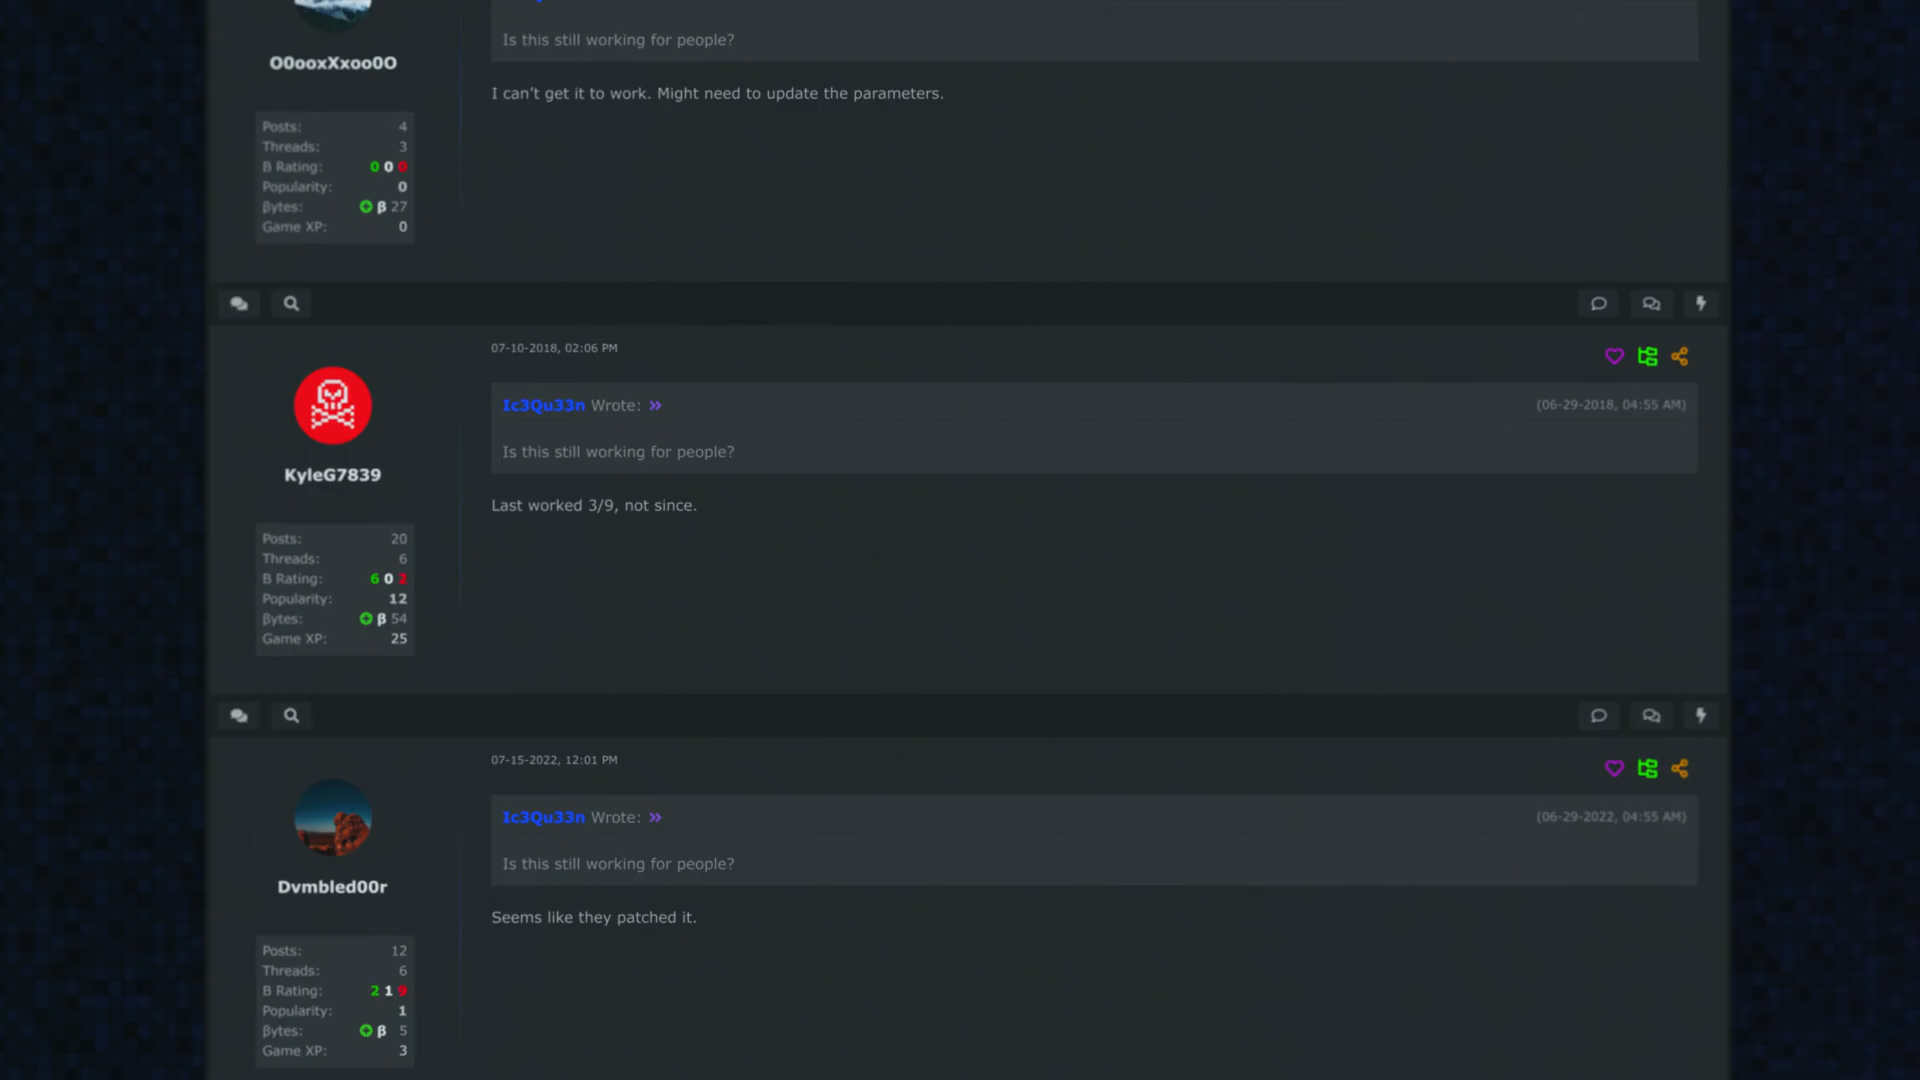 Is this still working for people?
O0ooxXxoo0O
I can’t get it to work. Might need to update the parameters.
Posts: 4
Threads: 3
B Rating: 0 0 0
Popularity: 0
βytes: β 27
Game XP: 0
07-10-2018, 02:06 PM
Ic3Qu33n Wrote: » (06-29-2018, 04:55 AM)
Is this still working for people?
KyleG7839
Last worked 3/9, not since.
Posts: 20
Threads: 6
B Rating: 6 0 2
Popularity: 12
βytes: β 54
Game XP: 25
07-15-2022, 12:01 PM
Ic3Qu33n Wrote: » (06-29-2022, 04:55 AM)
Is this still working for people?
Dvmbled00r
Seems like they patched it.
Posts: 12
Threads: 6
B Rating: 2 1 9
Popularity: 1
βytes: β 5
Game XP: 3